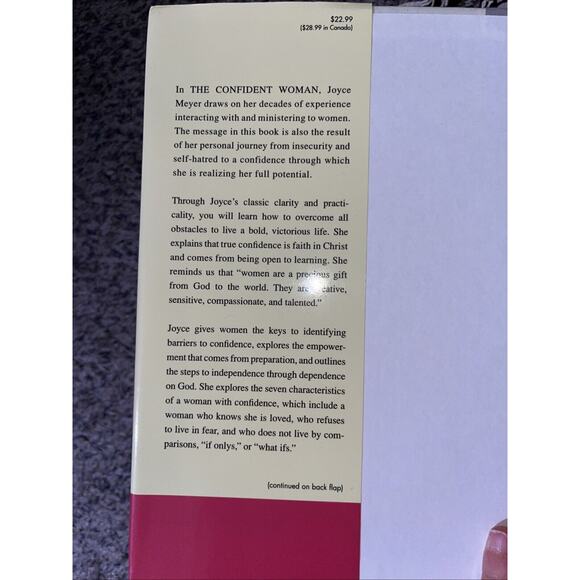 $22.99
($28.99 in Canada)
In THE CONFIDENT WOMAN, Joyce
Meyer draws on her decades of experience
interacting with and ministering to women.
The message in this book is also the result
of her personal journey from insecurity and
self-hatred to a confidence through which
she is realizing her full potential.
Through Joyce's classic clarity and practi-
cality, you will learn how to overcome all
obstacles to live a bold, victorious life. She
explains that true confidence is faith in Christ
and comes from being open to learning. She
reminds us that "women are a precious gift
from God to the world. They are creative,
sensitive, compassionate, and talented."
Joyce gives women the keys to identifying
barriers to confidence, explores the empower-
ment that comes from preparation, and outlines
the steps to independence through dependence
on God. She explores the seven characteristics
of a woman with confidence, which include a
woman who knows she is loved, who refuses
to live in fear, and who does not live by com-
parisons, "if onlys," or "what ifs."
(continued on back flap)